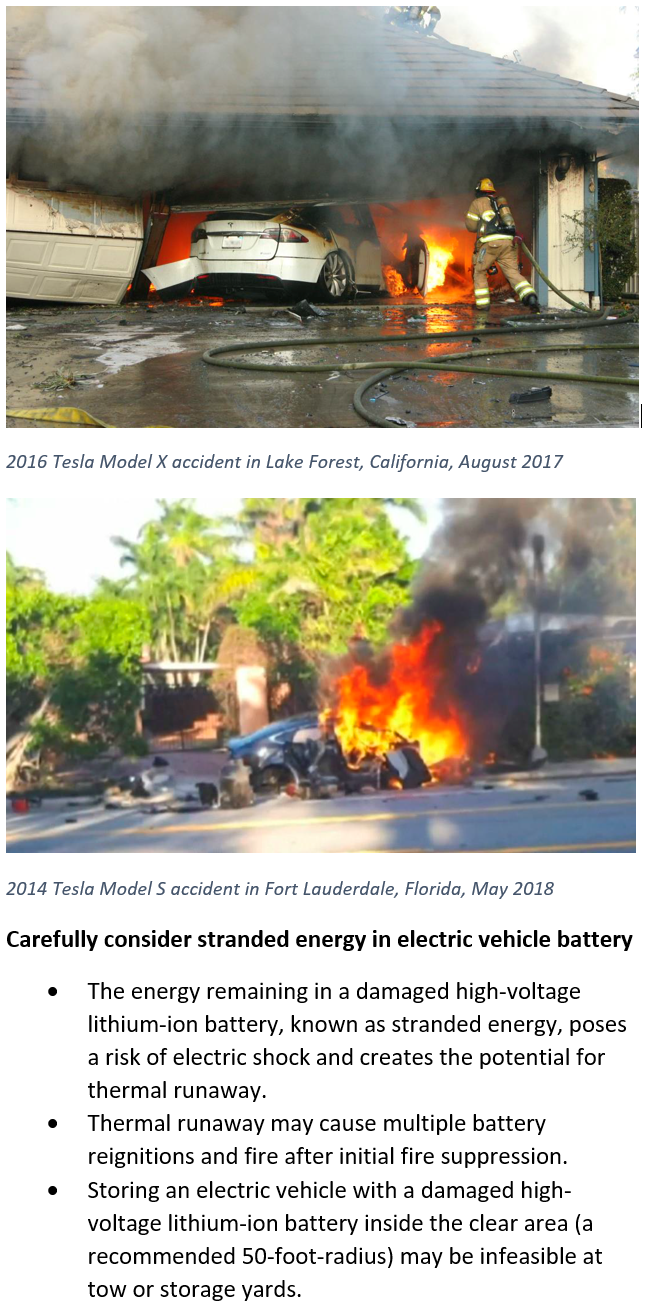 2016 Tesla Model X accident in Lake Forest, California, August 2017
2014 Tesla Model S accident in Fort Lauderdale, Florida, May 2018
Carefully consider stranded energy in electric vehicle battery
• The energy remaining in a damaged high-voltage
lithium-ion battery, known as stranded energy, poses
a risk of electric shock and creates the potential for
thermal runaway.
• Thermal runaway may cause multiple battery
reignitions and fire after initial fire suppression.
• Storing an electric vehicle with a damaged high-
voltage lithium-ion battery inside the clear area (a
recommended 50-foot-radius) may be infeasible at
tow or storage yards.